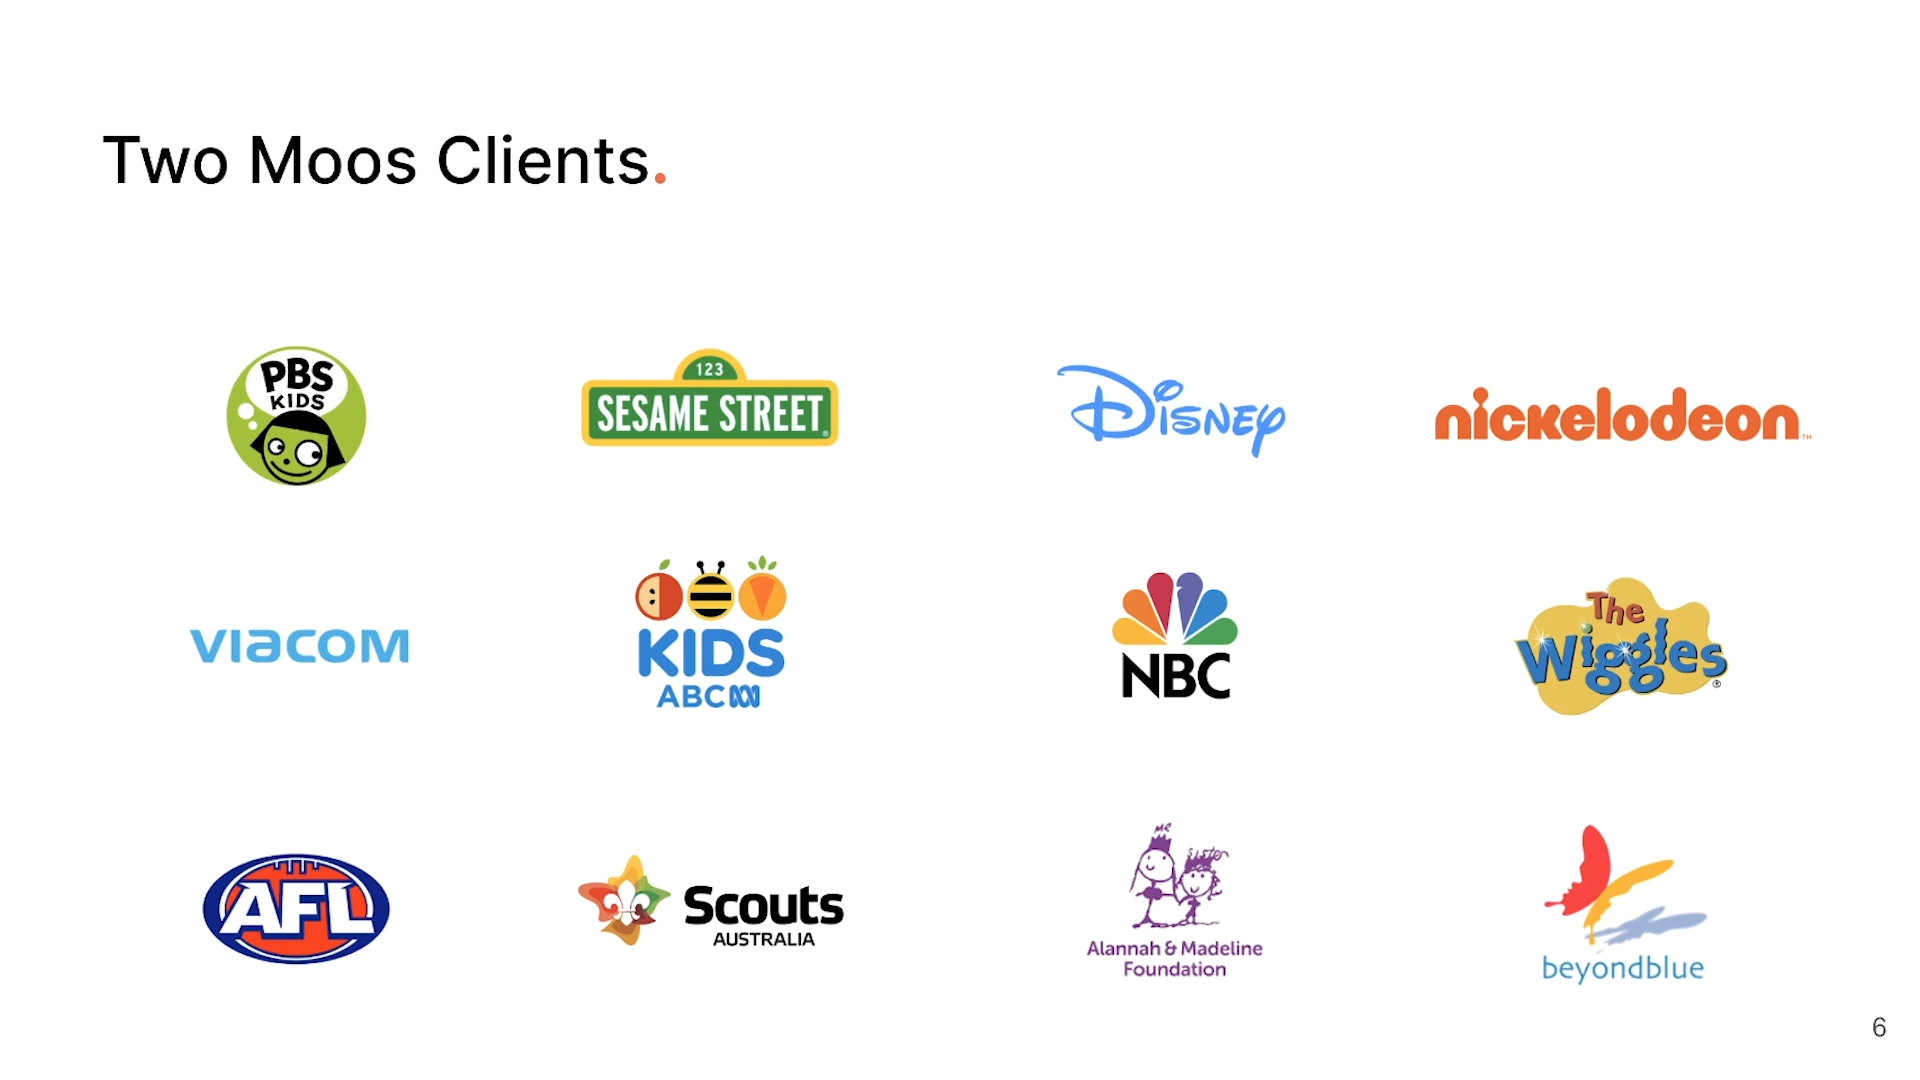 Two Moos Clients.
PBS
KIDS
123
SESAME STREET
Disney
nickelodeon
VIACOM
KIDS
ABC
NBC
The
Wiggles
AFL
Scouts
AUSTRALIA
Alannah & Madeline
Foundation
beyondblue
6